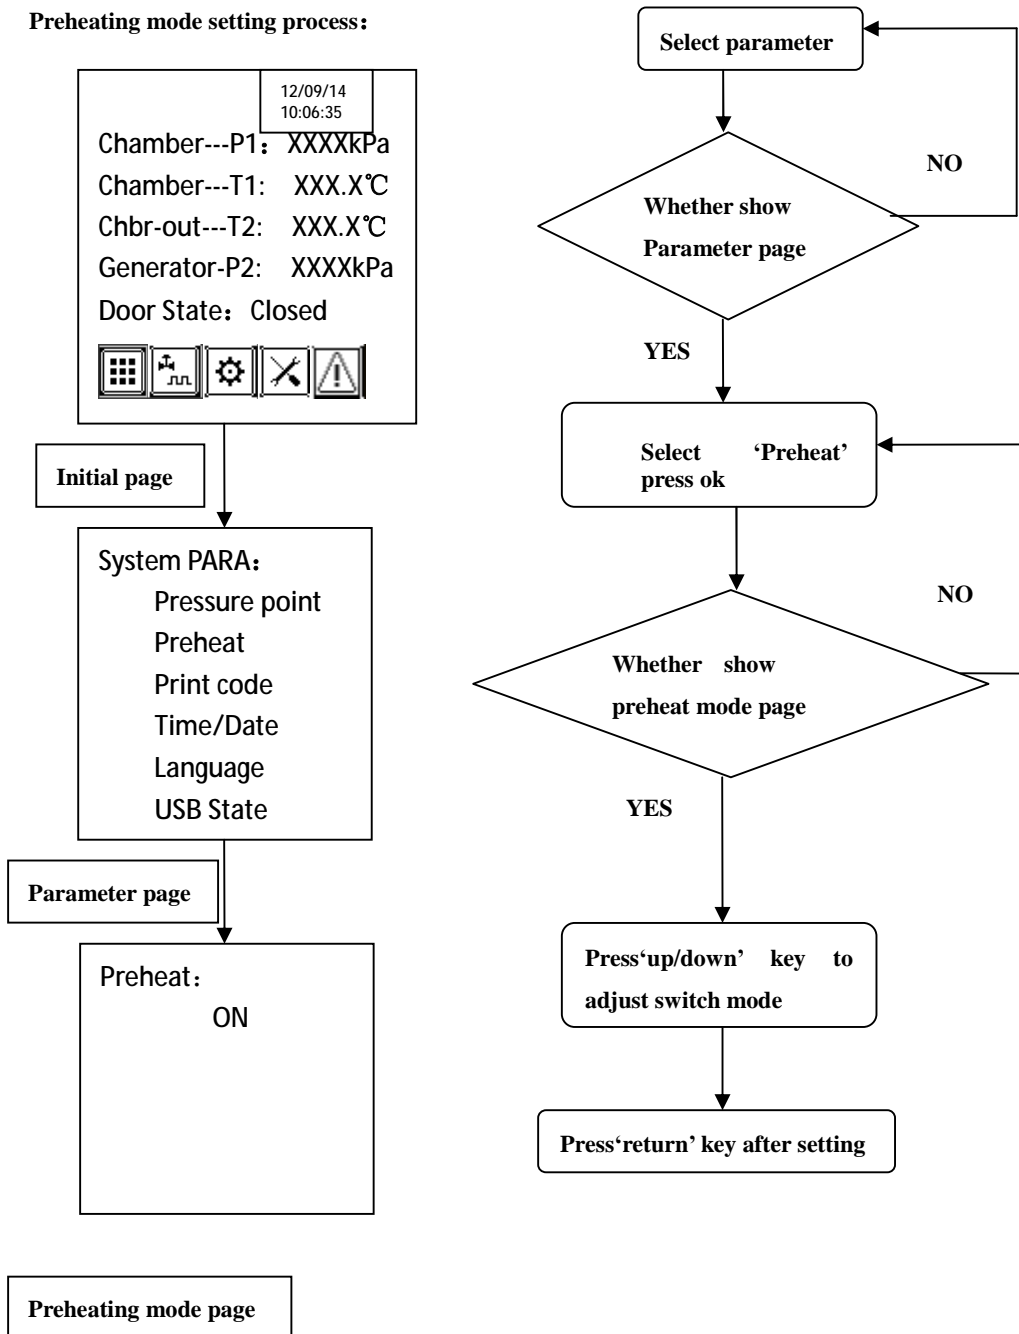 Preheating mode setting process：
12/09/14
10:06:35
Chamber---P1： XXXXkPa
Chamber---T1: XXX.X℃
Chbr-out---T2: XXX.X℃
Generator-P2: XXXXkPa
Door State：Closed
Initial page
System PARA：
Pressure point
Preheat
Print code
Time/Date
Language
USB State
Parameter page
Preheat：
ON
Preheating mode page
Select parameter
NO
Whether show
Parameter page
YES
Select ‘Preheat’
press ok
NO
Whether show
preheat mode page
YES
Press‘up/down’ key to
adjust switch mode
Press‘return’ key after setting